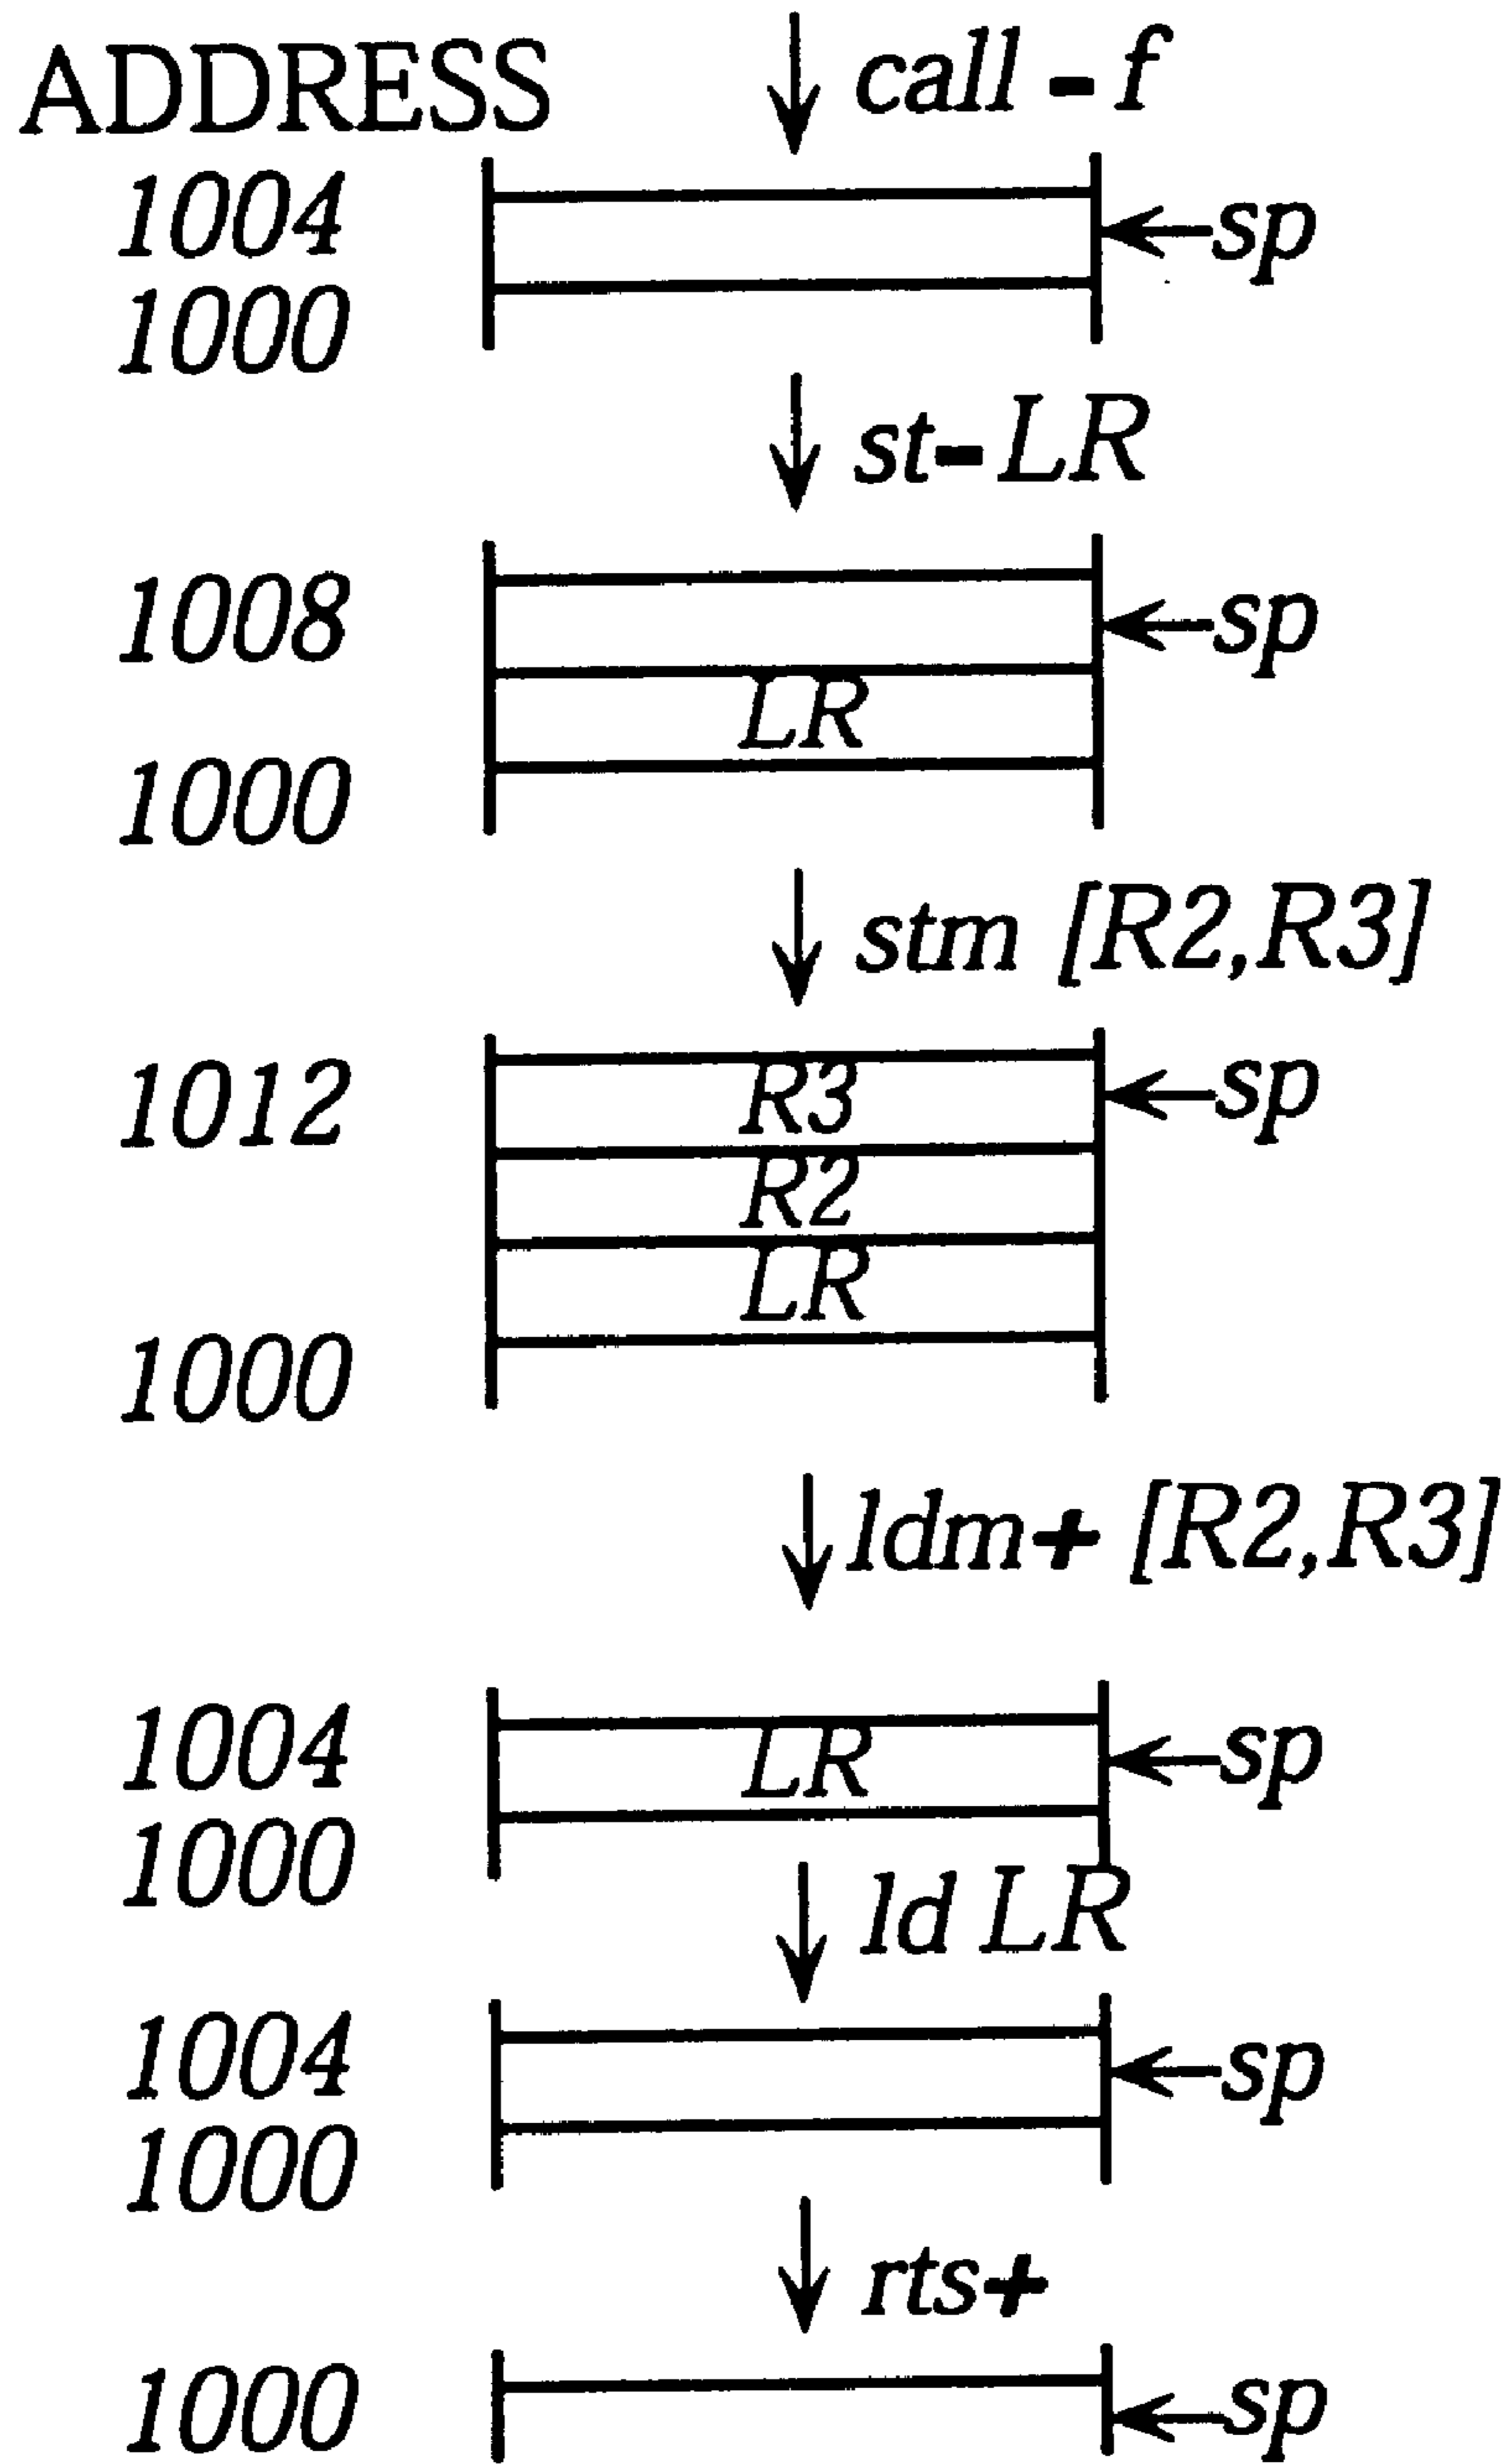 ADDRESS
call - f
1004
sp
1000
st-LR
1008
sp
LR
1000
stm [R2,R3]
1012
R3
sp
R2
LR
1000
ldm+ [R2,R3]
1004
LR
sp
1000
ld LR
1004
sp
1000
rts+
1000
sp